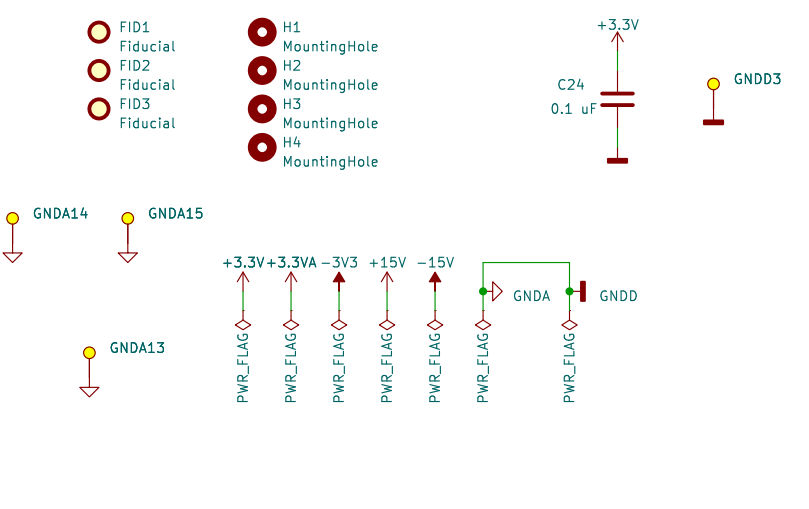 FID1
Fiducial
FID2
Fiducial
FID3
Fiducial
H1
MountingHole
H2
MountingHole
H3
MountingHole
H4
MountingHole
+3.3V
C24
0.1 uF
GNDD3
GNDA14
GNDA15
+3.3V
+3.3VA
-3V3
+15V
-15V
GNDA
GNDD
PWR_FLAG
PWR_FLAG
PWR_FLAG
PWR_FLAG
PWR_FLAG
PWR_FLAG
PWR_FLAG
GNDA13